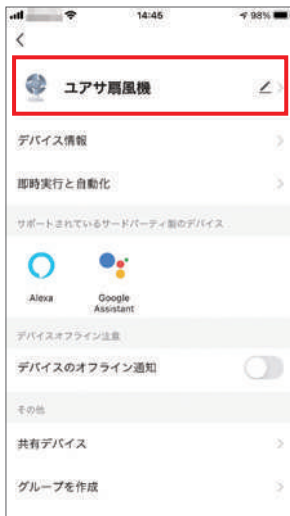 14:45
98%
ユアサ扇風機
デバイス情報
即時実行と自動化
サポートされているサードパーティ製のデバイス
Alexa
Google
Assistant
デバイスオフライン注意
デバイスのオフライン通知
その他
共有デバイス
グループを作成